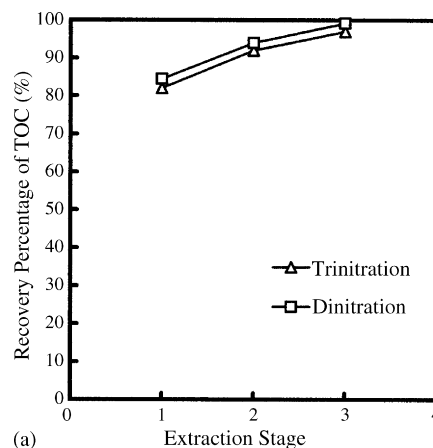 Recovery Percentage of TOC (%)
100
90
80
70
60
50
40
30
20
10
0
Trinitration
Dinitration
0 1 2 3 4
(a) Extraction Stage